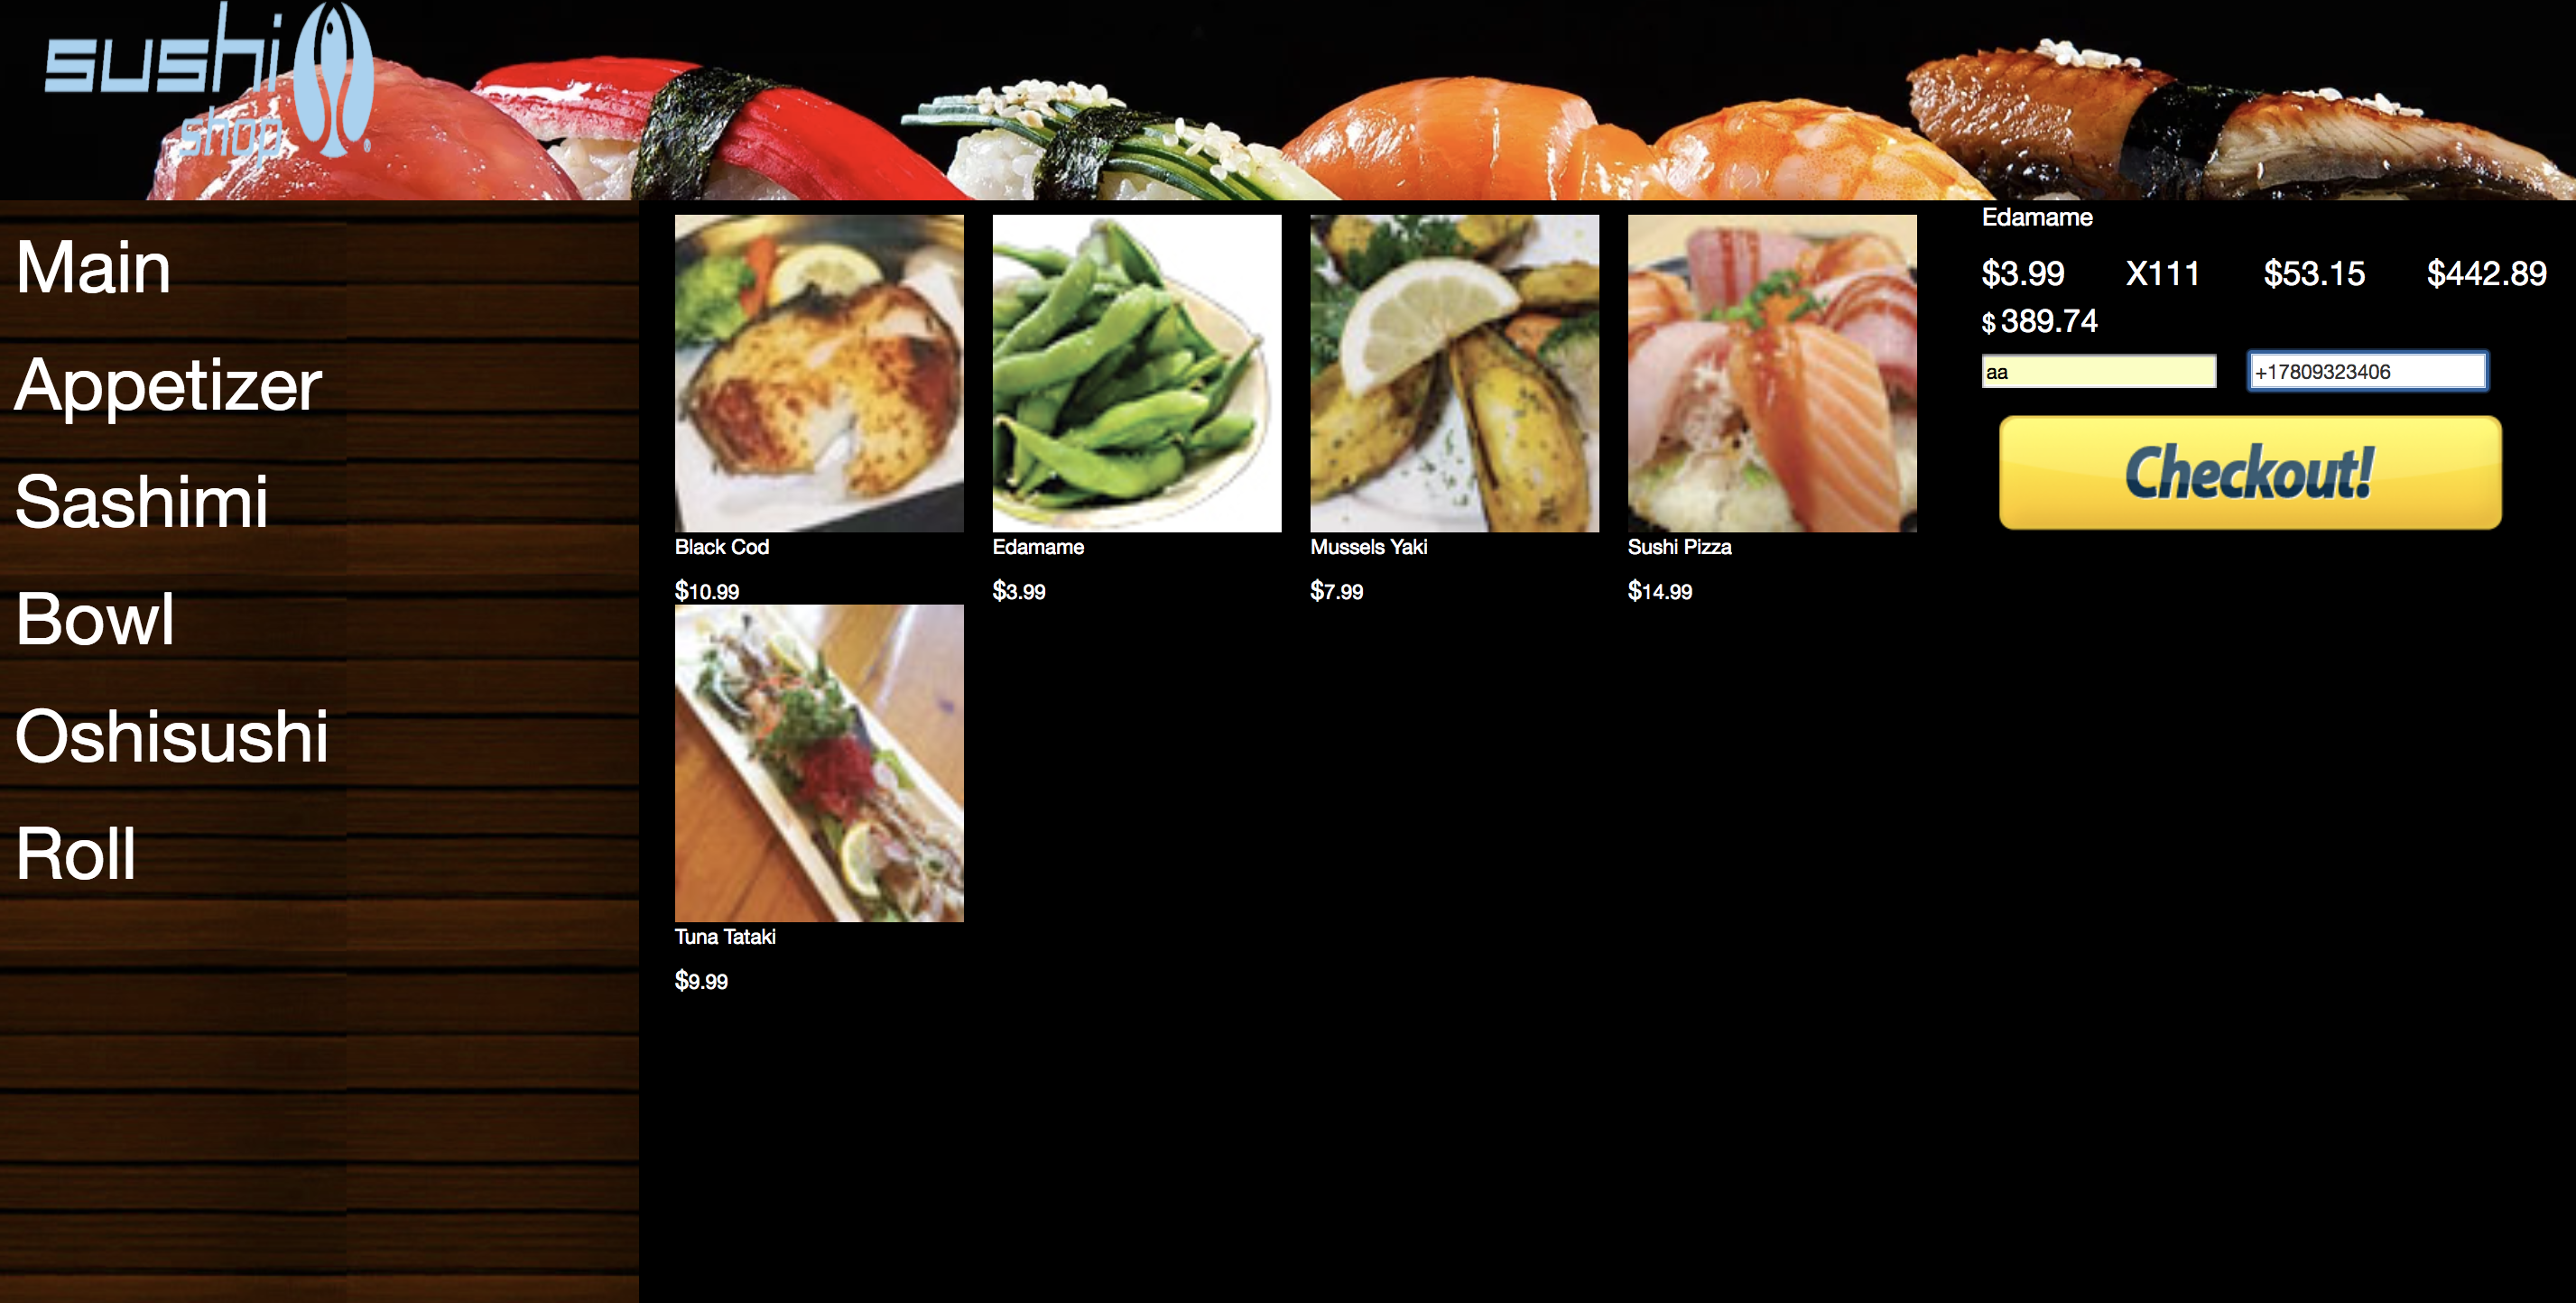 sushi
shop
Main
Appetizer
Sashimi
Bowl
Oshisushi
Roll
Black Cod
$10.99
Edamame
$3.99
Mussels Yaki
$7.99
Sushi Pizza
$14.99
Tuna Tataki
$9.99
Edamame
$3.99 X111 $53.15 $442.89
$ 389.74
aa +17809323406
Checkout!